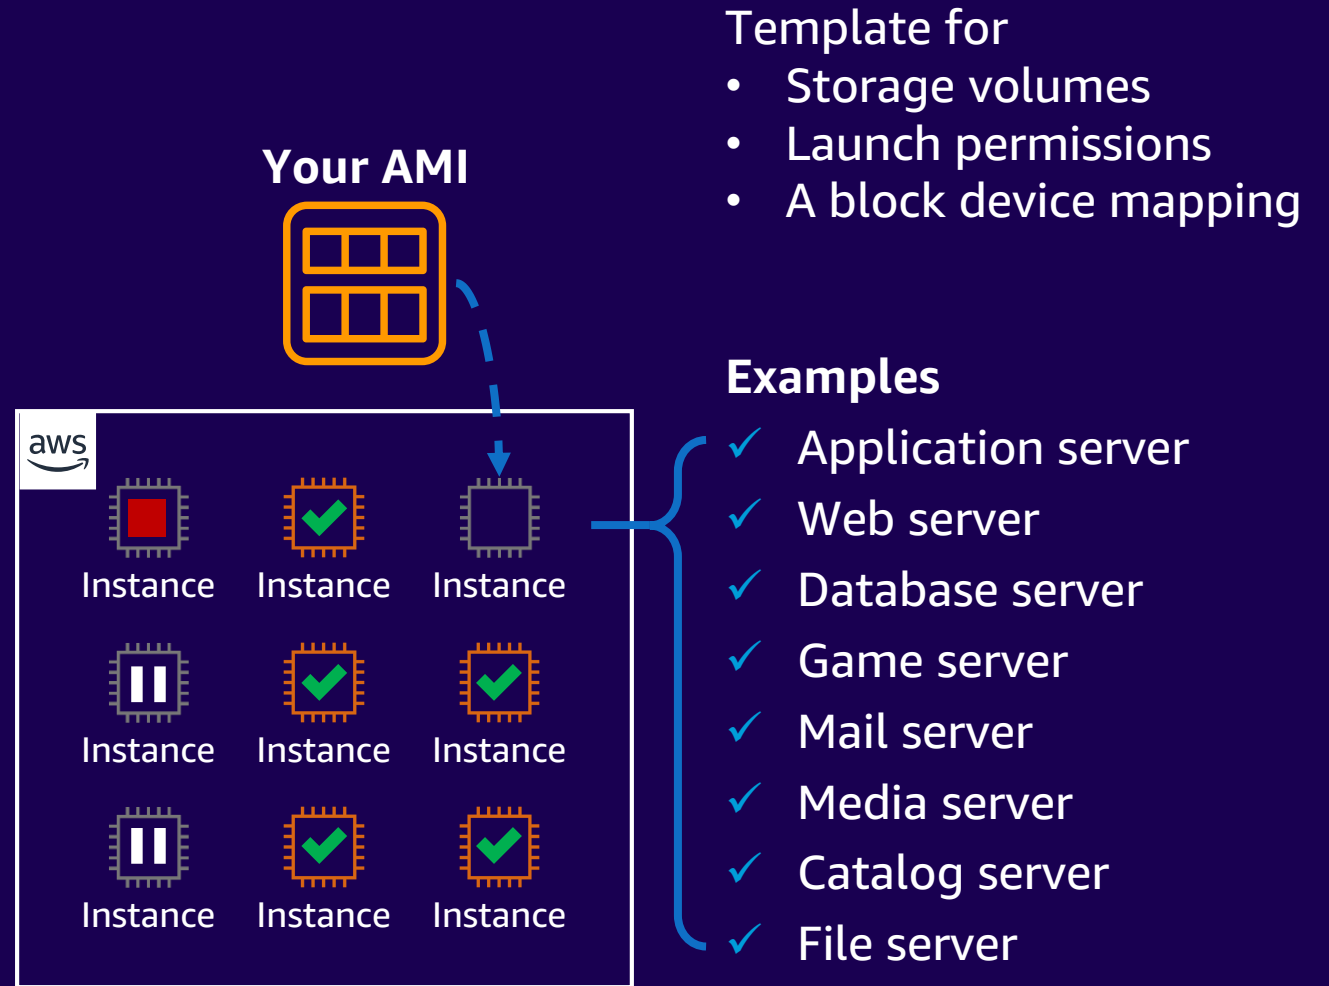 Template for
• Storage volumes
• Launch permissions
• A block device mapping
Your AMI
aws
Instance Instance Instance
Instance Instance Instance
Instance Instance Instance
Examples
✓ Application server
✓ Web server
✓ Database server
✓ Game server
✓ Mail server
✓ Media server
✓ Catalog server
✓ File server